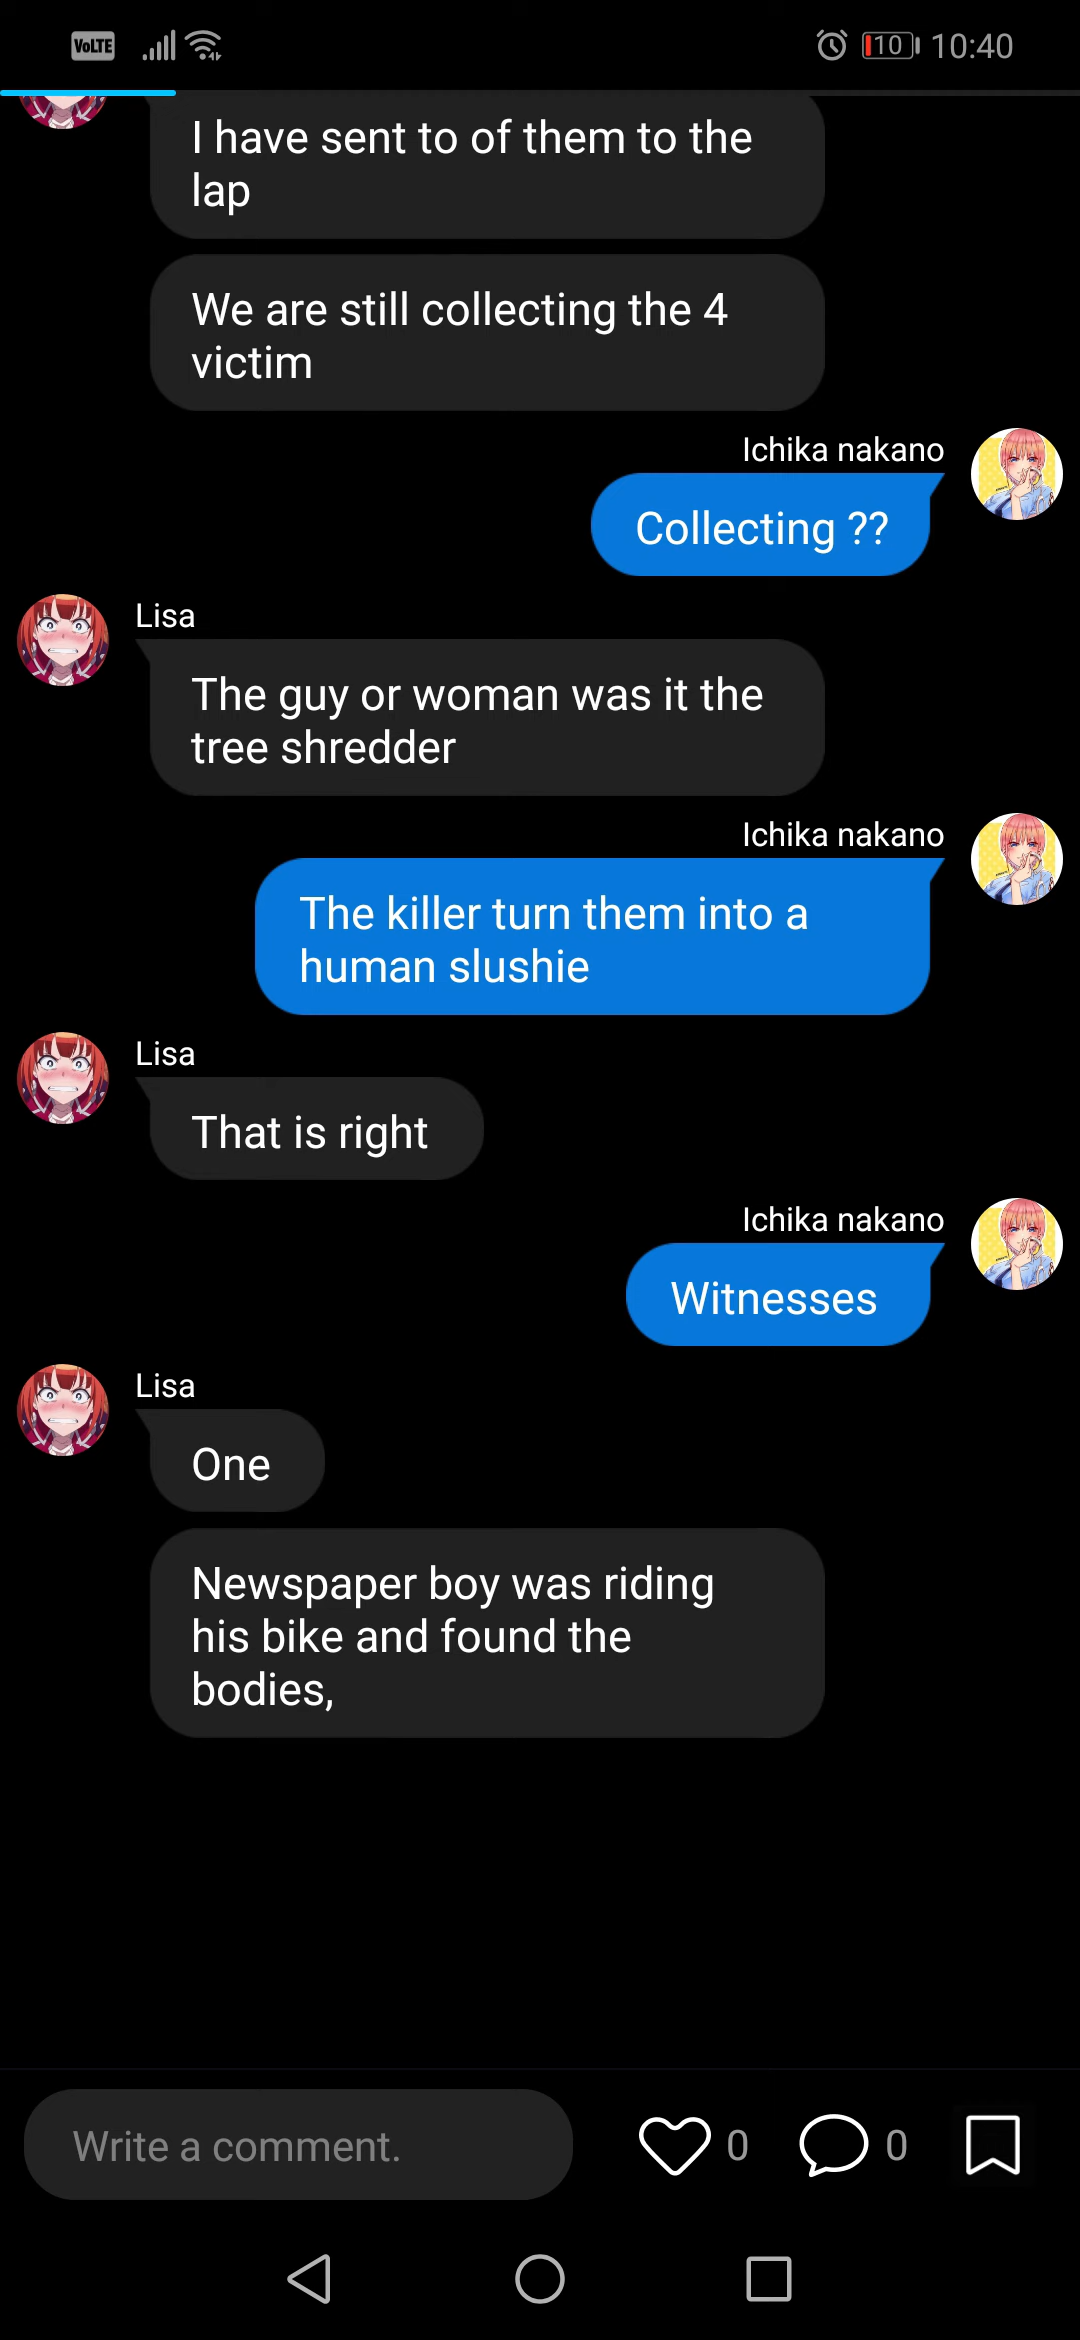 VoLTE
10
10:40
I have sent to of them to the
lap
We are still collecting the 4
victim
Ichika nakano
Collecting ??
Lisa
The guy or woman was it the
tree shredder
Ichika nakano
The killer turn them into a
human slushie
Lisa
That is right
Ichika nakano
Witnesses
Lisa
One
Newspaper boy was riding
his bike and found the
bodies,
Write a comment.
0
0